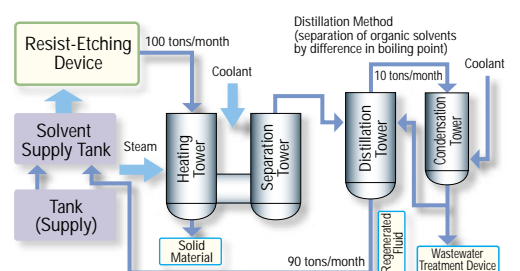 Distillation Method
(separation of organic solvents
by difference in boiling point)
Resist-Etching
Device
100 tons/month
Coolant
10 tons/month
Coolant
Solvent
Supply Tank
Steam
Heating
Tower
Separation
Tower
Distillation
Tower
Condensation
Tower
Tank
(Supply)
Solid
Material
90 tons/month
Regenerated
Fluid
Wastewater
Treatment Device